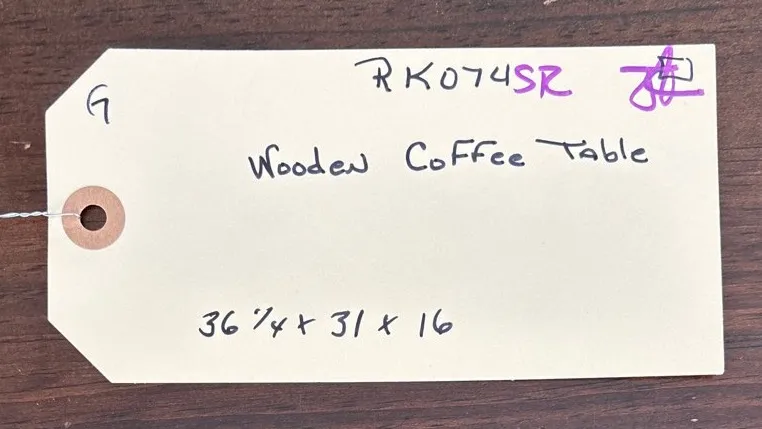 RK074SR
G
Wooden Coffee Table
36 1/4 x 31 x 16